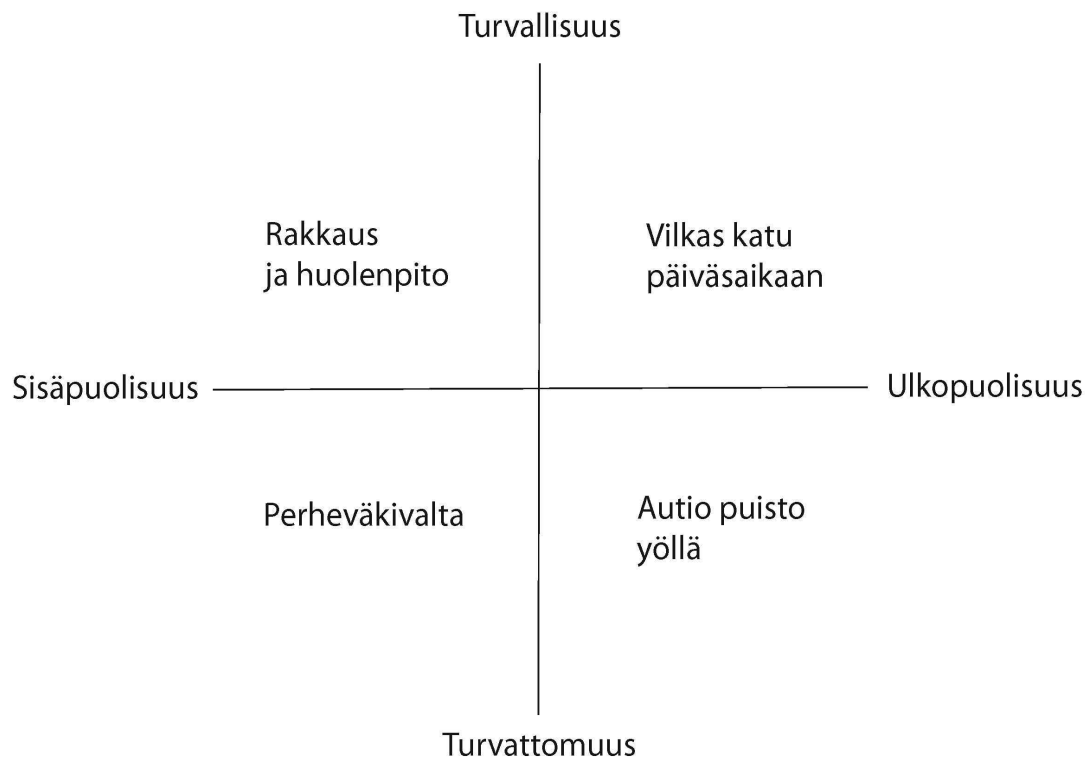 Turvallisuus
Rakkaus
ja huolenpito
Vilkas katu
päiväsaikaan
Sisäpuolisuus
Ulkopuolisuus
Perheväkivalta
Autio puisto
yöllä
Turvattomuus